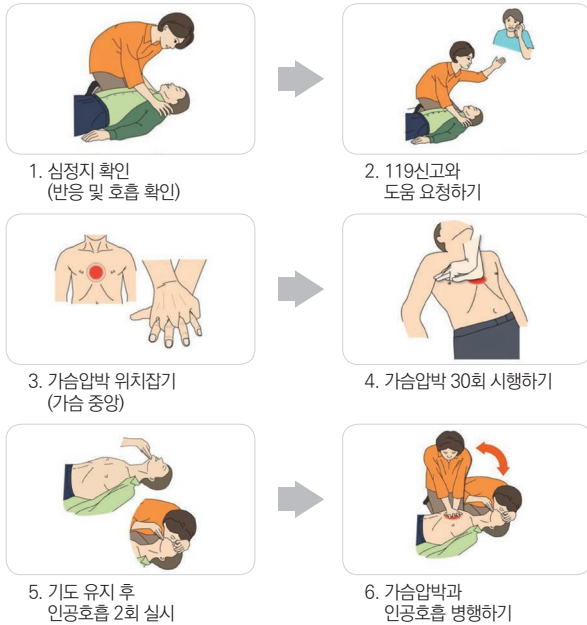 1. 심정지 확인
(반응 및 호흡 확인)
2. 119신고와
도움 요청하기
3. 가슴압박 위치잡기
(가슴 중앙)
4. 가슴압박 30회 시행하기
5. 기도 유지 후
인공호흡 2회 실시
6. 가슴압박과
인공호흡 병행하기